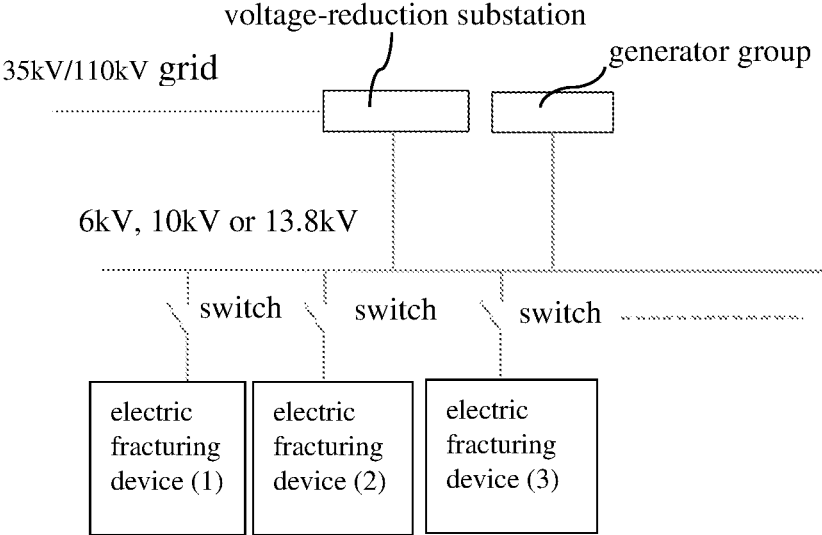 voltage-reduction substation
generator group
35kV/110kV grid
6kV, 10kV or 13.8kV
switch
switch
switch
electric
fracturing
device (1)
electric
fracturing
device (2)
electric
fracturing
device (3)